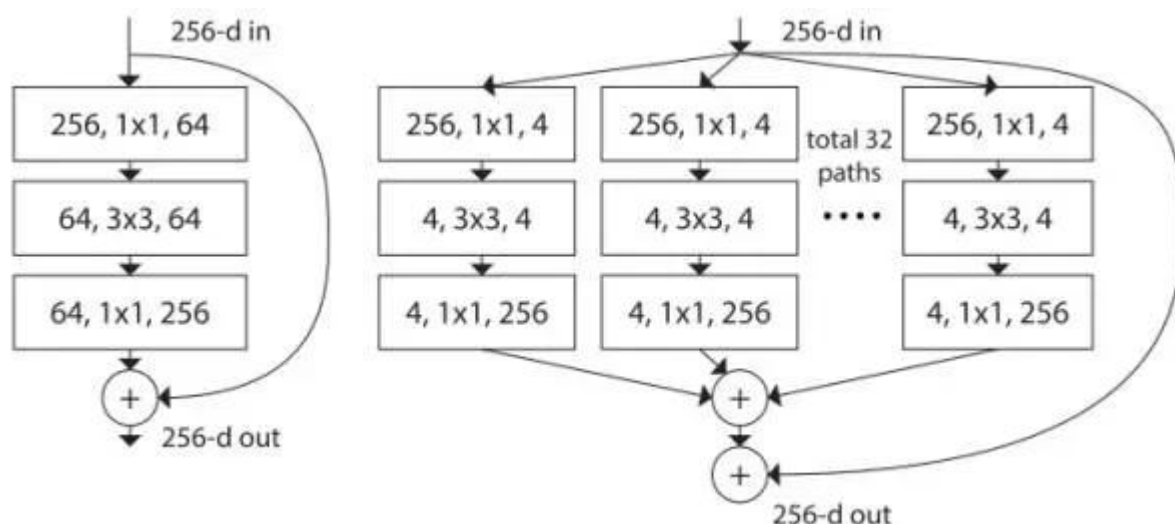 256-d in
256, 1x1, 64
64, 3x3, 64
64, 1x1, 256
+
256-d out
256-d in
256, 1x1, 4
256, 1x1, 4
total 32
paths
....
256, 1x1, 4
4, 3x3, 4
4, 3x3, 4
4, 3x3, 4
4, 1x1, 256
4, 1x1, 256
4, 1x1, 256
+
+
256-d out